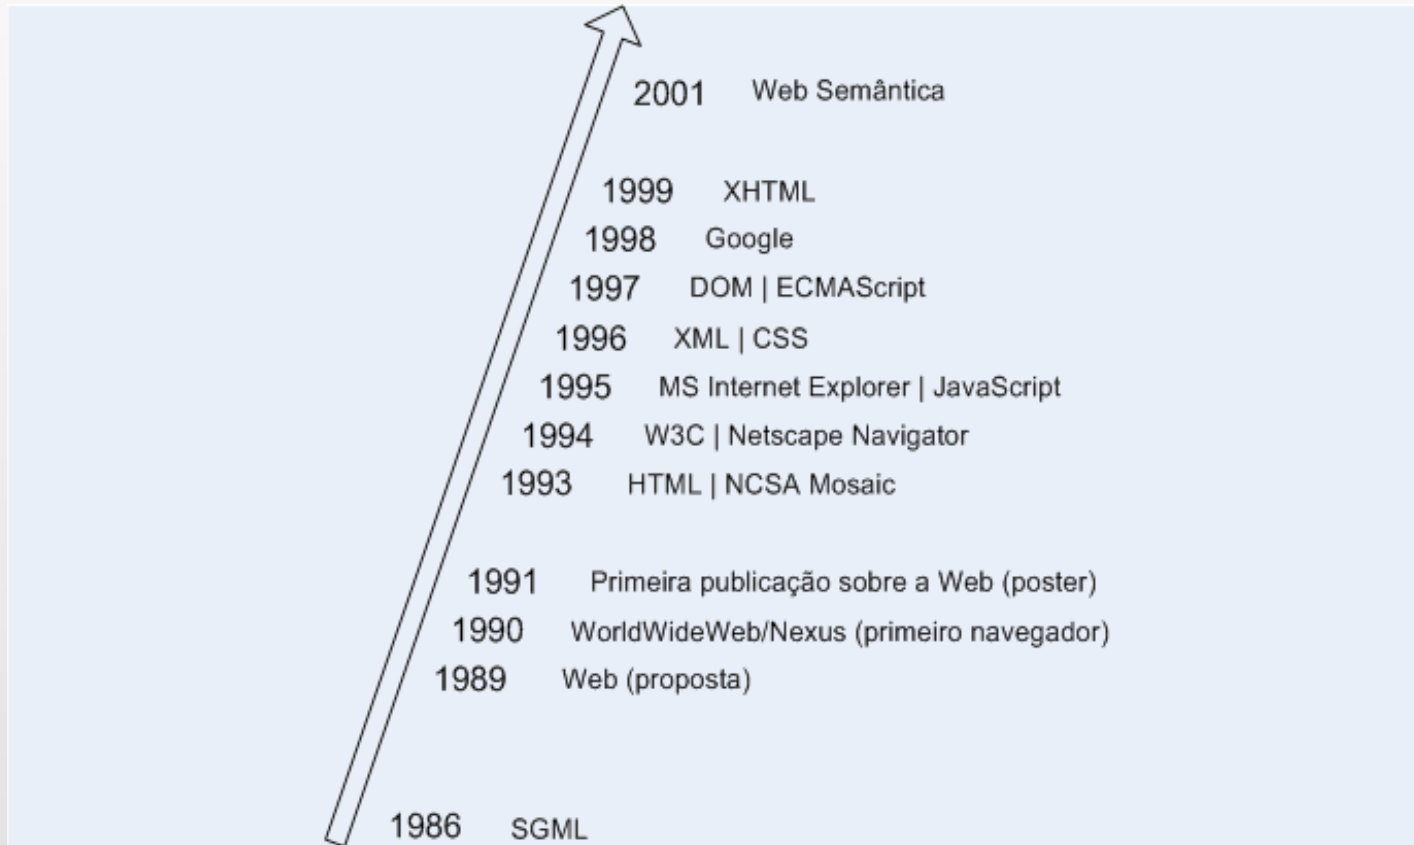 2001 Web Semântica
1999 XHTML
1998 Google
1997 DOM | ECMAScript
1996 XML | CSS
1995 MS Internet Explorer | JavaScript
1994 W3C | Netscape Navigator
1993 HTML | NCSA Mosaic
1991 Primeira publicação sobre a Web (poster)
1990 WorldWideWeb/Nexus (primeiro navegador)
1989 Web (proposta)
1986 SGML